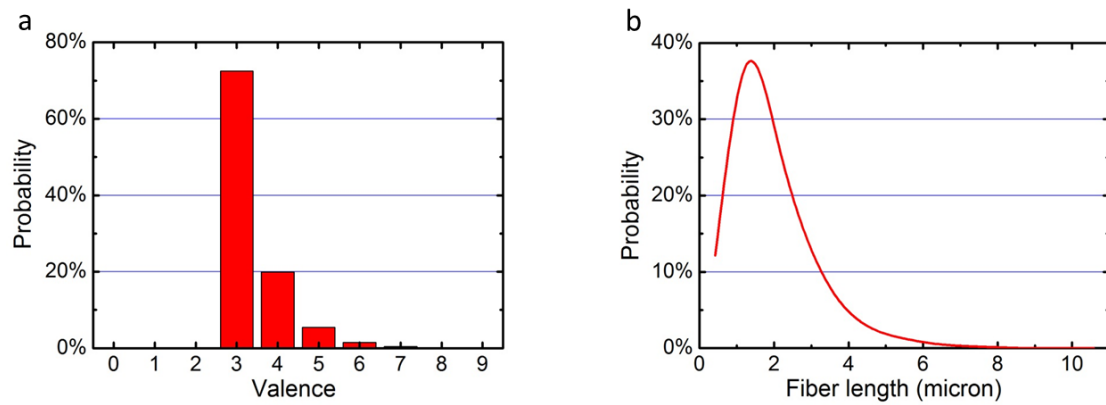 a
80%
60%
40%
20%
0%
Probability
0 1 2 3 4 5 6 7 8 9
Valence
b
40%
30%
20%
10%
0%
Probability
0 2 4 6 8 10
Fiber length (micron)